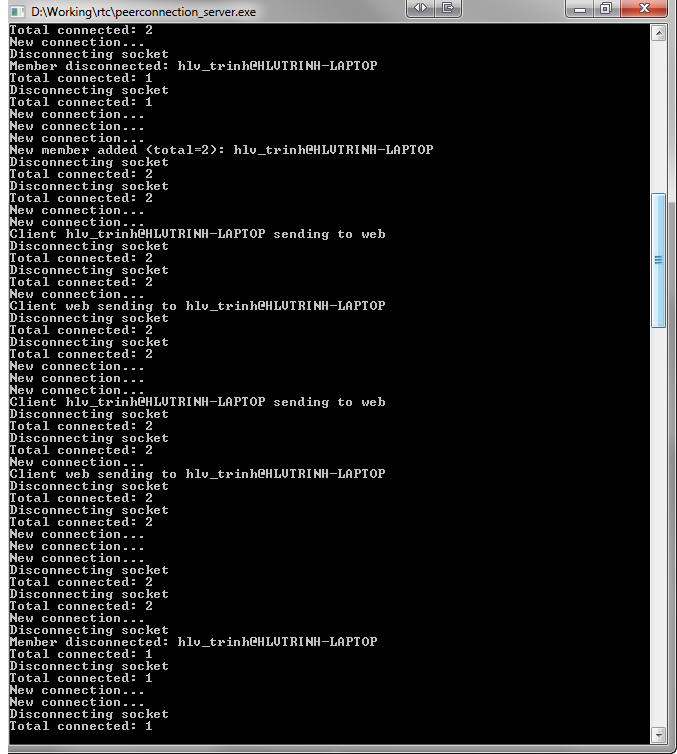 D:\Working\rtc\peerconnection_server.exe
Total connected: 2
New connection...
Disconnecting socket
Member disconnected: hlv_trinh@HLVTRINH-LAPTOP
Total connected: 1
Disconnecting socket
Total connected: 1
New connection...
New connection...
New connection...
New member added (total=2): hlv_trinh@HLVTRINH-LAPTOP
Disconnecting socket
Total connected: 2
Disconnecting socket
Total connected: 2
New connection...
New connection...
Client hlv_trinh@HLVTRINH-LAPTOP sending to web
Disconnecting socket
Total connected: 2
Disconnecting socket
Total connected: 2
New connection...
Client web sending to hlv_trinh@HLVTRINH-LAPTOP
Disconnecting socket
Total connected: 2
Disconnecting socket
Total connected: 2
New connection...
New connection...
New connection...
Client hlv_trinh@HLVTRINH-LAPTOP sending to web
Disconnecting socket
Total connected: 2
Disconnecting socket
Total connected: 2
New connection...
Client web sending to hlv_trinh@HLVTRINH-LAPTOP
Disconnecting socket
Total connected: 2
Disconnecting socket
Total connected: 2
New connection...
New connection...
New connection...
Disconnecting socket
Total connected: 2
Disconnecting socket
Total connected: 2
New connection...
Disconnecting socket
Member disconnected: hlv_trinh@HLVTRINH-LAPTOP
Total connected: 1
Disconnecting socket
Total connected: 1
New connection...
New connection...
Disconnecting socket
Total connected: 1